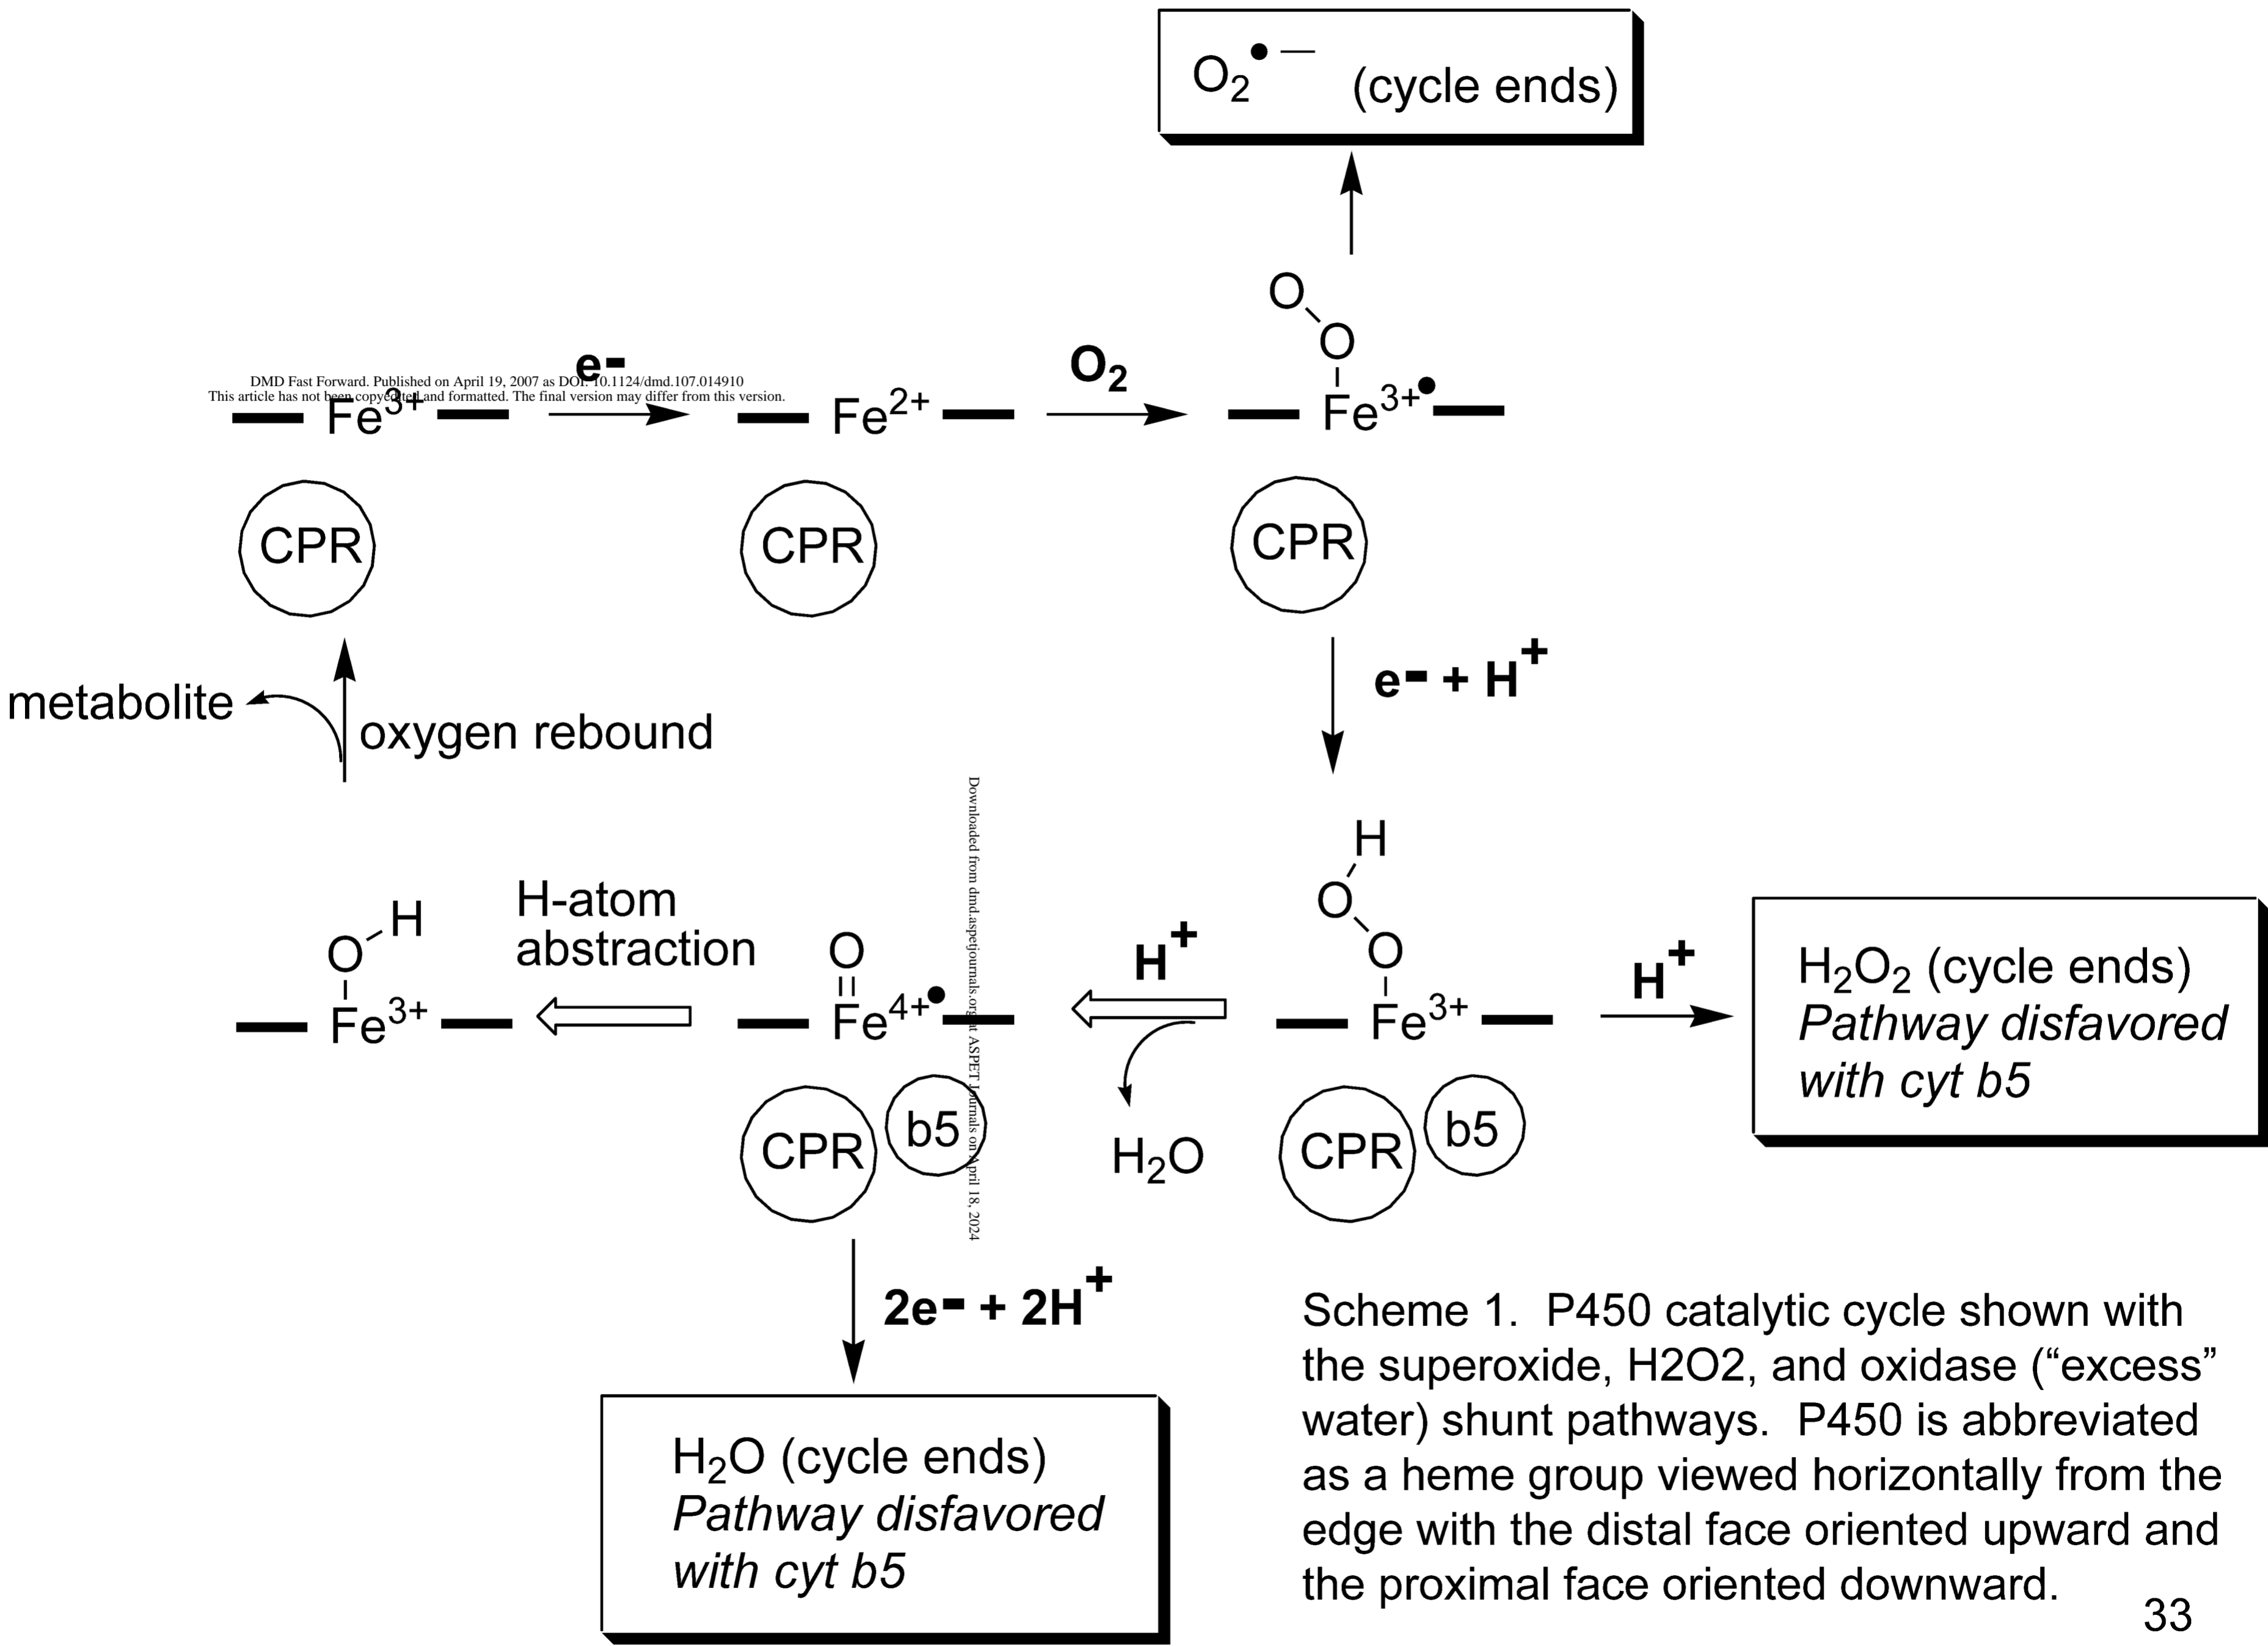 O2•— (cycle ends)
O
O
e-
O2
DMD Fast Forward. Published on April 19, 2007 as DOI: 10.1124/dmd.107.014910
This article has not been copyedited and formatted. The final version may differ from this version.
Fe3+
Fe2+
Fe3+•
CPR
CPR
CPR
e- + H+
metabolite
oxygen rebound
Downloaded from dmd.aspetjournals.org at ASPET Journals on April 18, 2024
H
O
O
H-atom
abstraction
H
O
Fe3+
O
Fe4+•
H+
Fe3+
H+
H2O2 (cycle ends)
Pathway disfavored
with cyt b5
CPR
b5
H2O
CPR
b5
2e- + 2H+
H2O (cycle ends)
Pathway disfavored
with cyt b5
Scheme 1. P450 catalytic cycle shown with
the superoxide, H2O2, and oxidase (“excess”
water) shunt pathways. P450 is abbreviated
as a heme group viewed horizontally from the
edge with the distal face oriented upward and
the proximal face oriented downward.
33